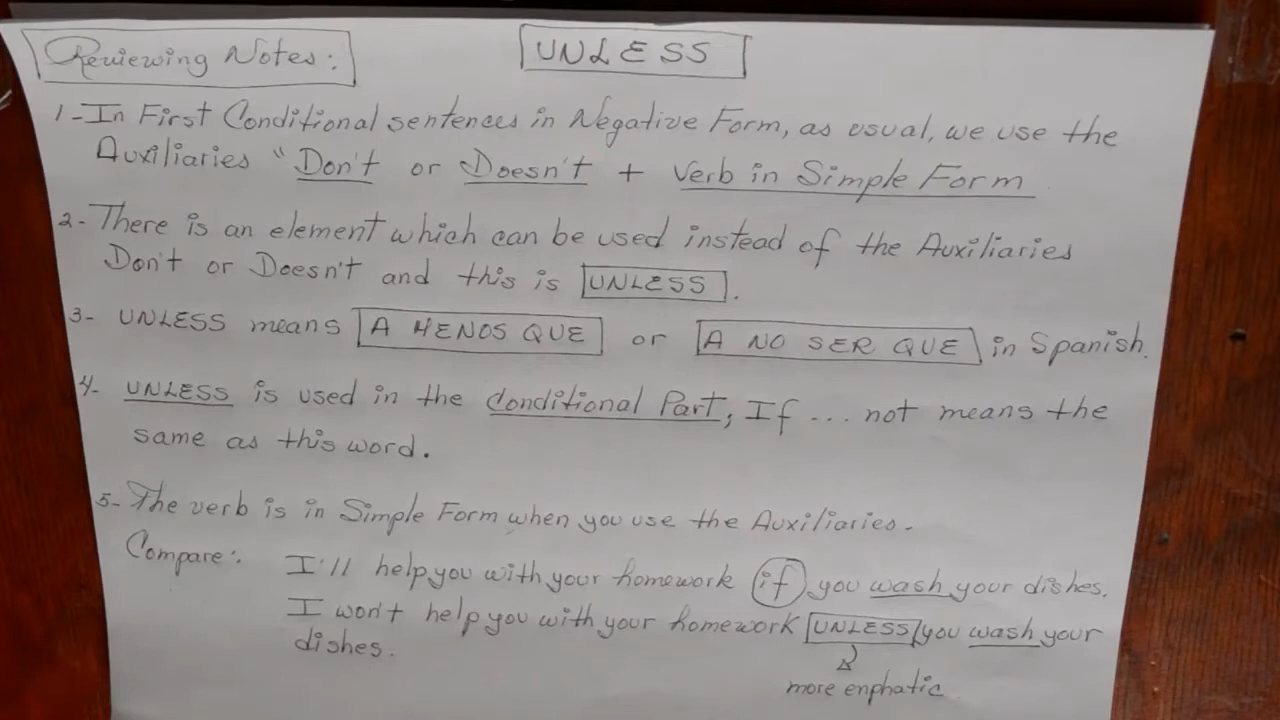 Reviewing Notes:
UNLESS
1-In First Conditional sentences in Negative Form, as usual, we use the
Auxiliaries "Don't or Doesn't + Verb in Simple Form
2-There is an element which can be used instead of the Auxiliaries
Don't or Doesn't and this is UNLESS.
3- UNLESS means A MENOS QUE or A NO SER QUE in Spanish.
4- UNLESS is used in the Conditional Part, If ... not means the
same as this word.
5-The verb is in Simple Form when you use the Auxiliaries.
Compare: I'll help you with your homework if you wash your dishes.
I won't help you with your homework UNLESS you wash your
dishes.
more enphatic